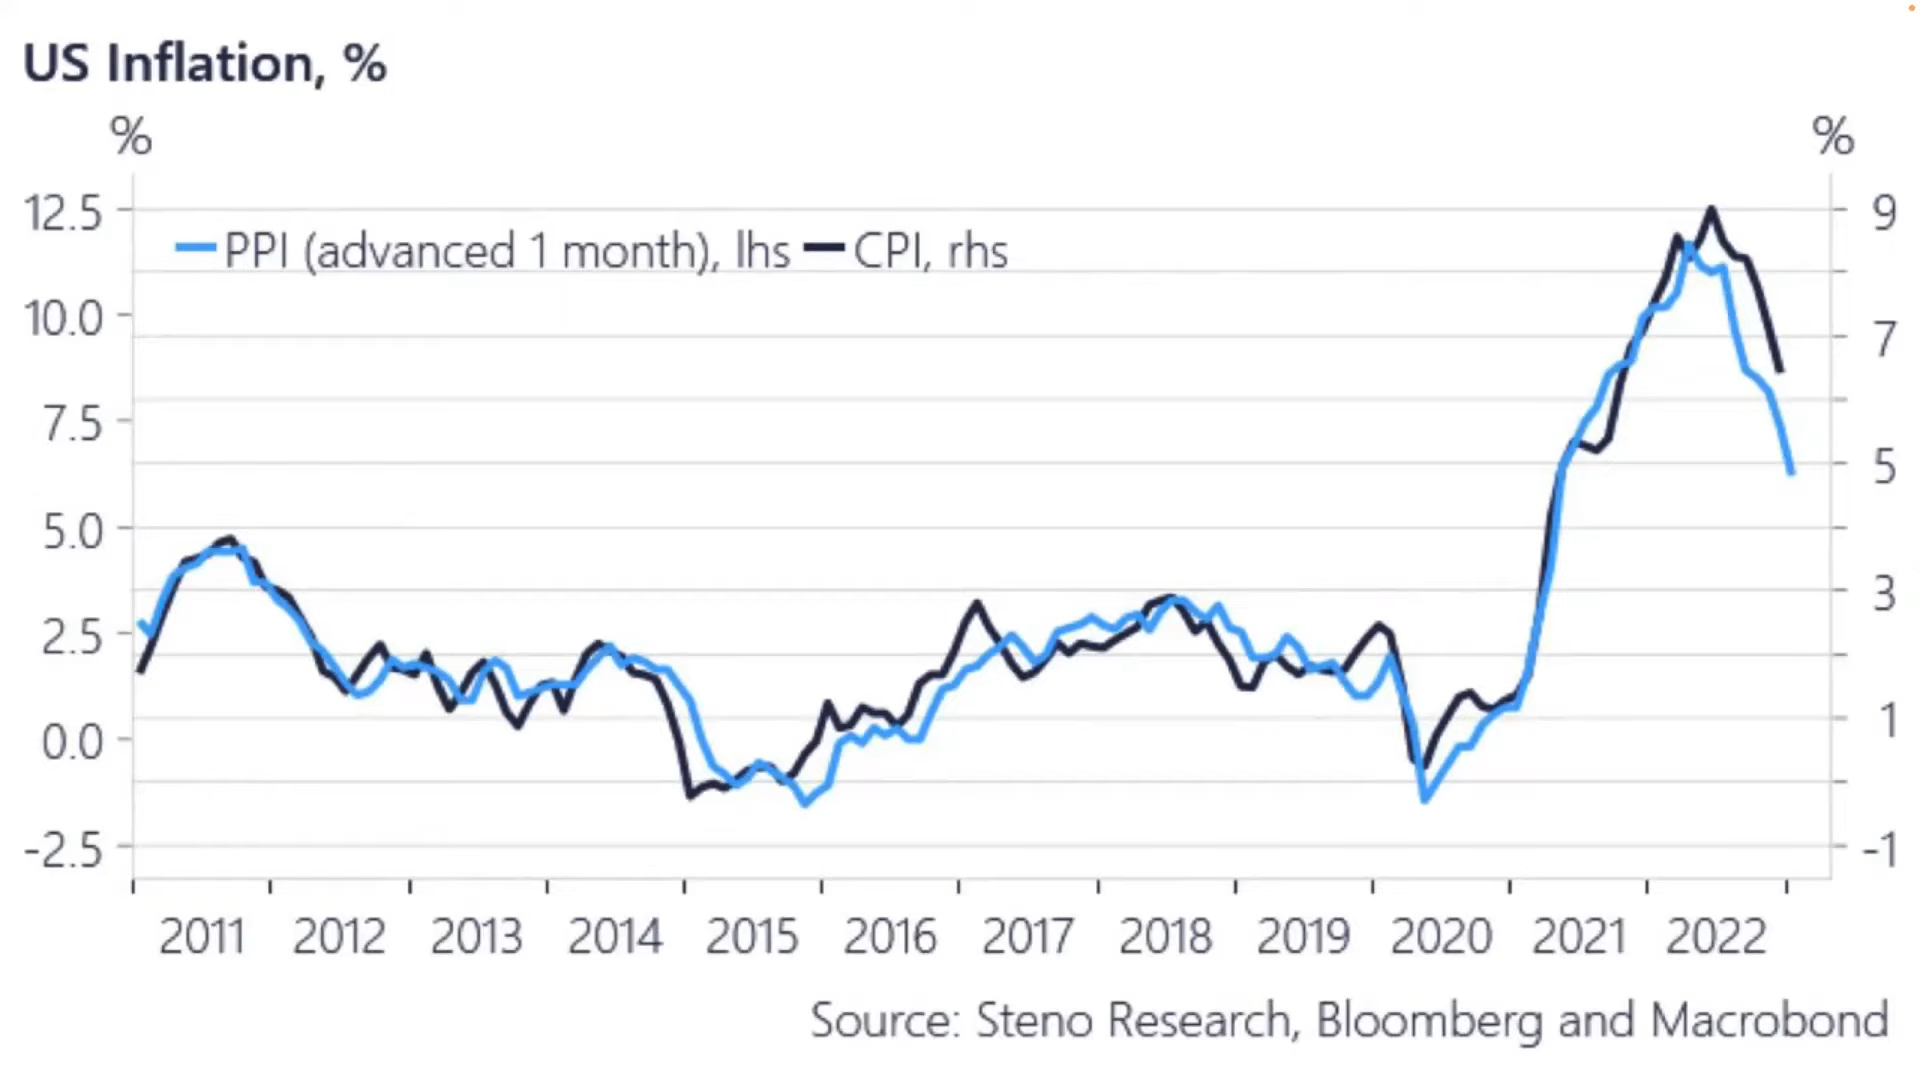 US Inflation, %
% %
12.5 9
PPI (advanced 1 month), lhs CPI, rhs
10.0 7
7.5
5
5.0
3
2.5
1
0.0
-2.5 -1
2011 2012 2013 2014 2015 2016 2017 2018 2019 2020 2021 2022
Source: Steno Research, Bloomberg and Macrobond